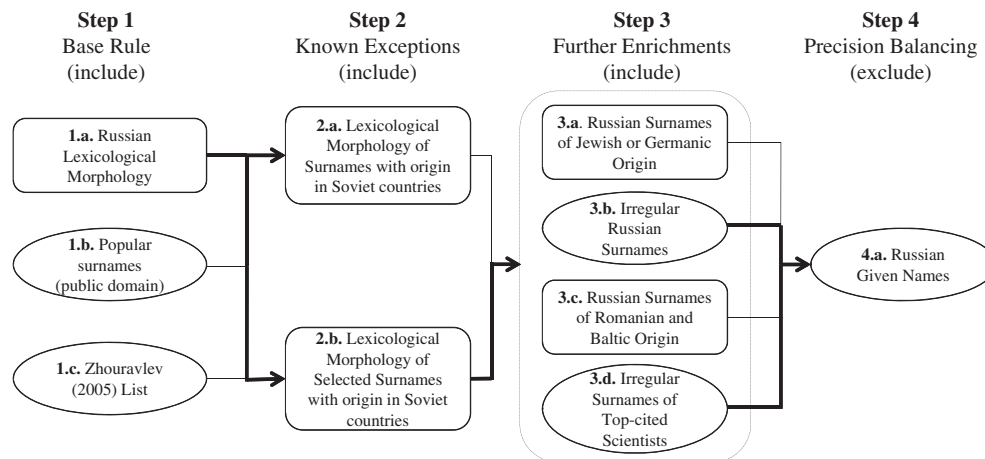 Step 1
Base Rule
(include)
Step 2
Known Exceptions
(include)
Step 3
Further Enrichments
(include)
Step 4
Precision Balancing
(exclude)
1.a. Russian
Lexicological
Morphology
1.b. Popular
surnames
(public domain)
1.c. Zhouravlev
(2005) List
2.a. Lexicological
Morphology of
Surnames with origin
in Soviet countries
2.b. Lexicological
Morphology of
Selected Surnames
with origin in Soviet
countries
3.a. Russian Surnames
of Jewish or Germanic
Origin
3.b. Irregular
Russian
Surnames
3.c. Russian Surnames
of Romanian and
Baltic Origin
3.d. Irregular
Surnames of
Top-cited
Scientists
4.a. Russian
Given Names